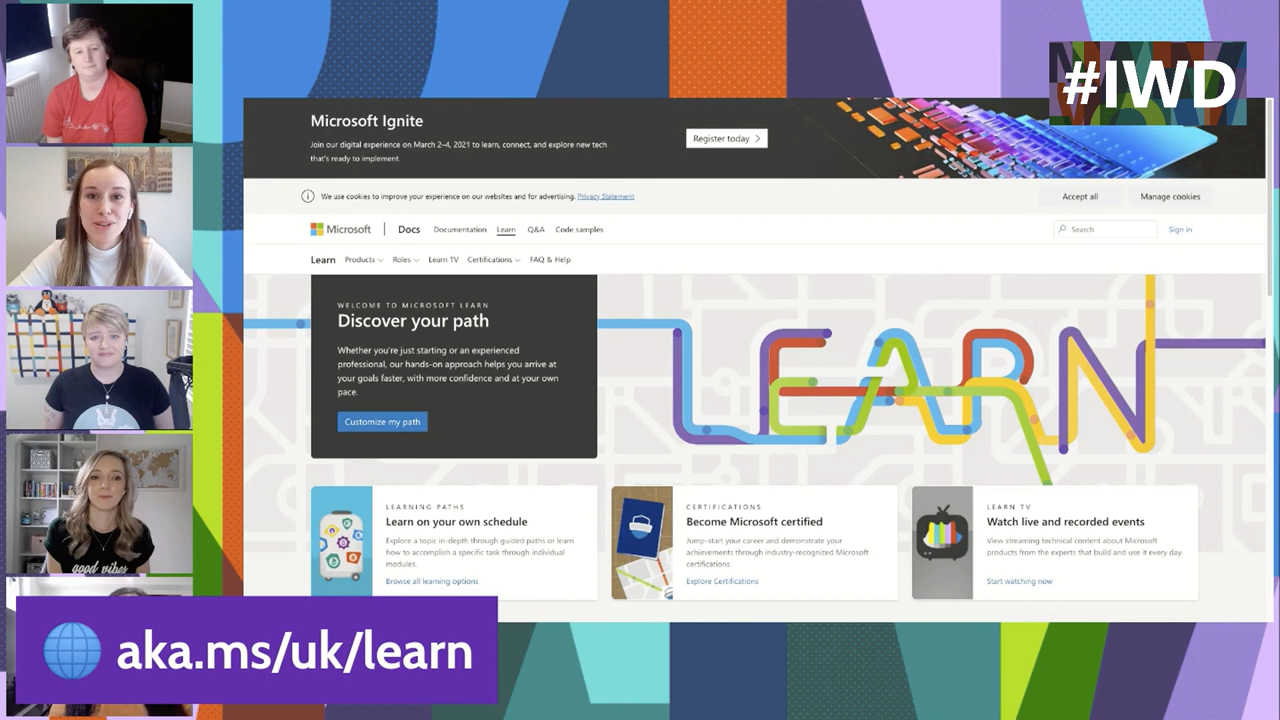 #IWD
Microsoft Ignite
Join our digital experience on March 2–4, 2021 to learn, connect, and explore new tech
that's ready to implement.
Register today
We use cookies to improve your experience on our websites and for advertising. Privacy Statement
Accept all
Manage cookies
Microsoft
Docs
Documentation
Learn
Q&A
Code samples
Search
Sign in
Learn
Products
Roles
Learn TV
Certifications
FAQ & Help
WELCOME TO MICROSOFT LEARN
Discover your path
Whether you're just starting or an experienced
professional, our hands-on approach helps you arrive at
your goals faster, with more confidence and at your own
pace.
Customize my path
LEARN
LEARNING PATHS
Learn on your own schedule
Explore a topic in-depth through guided paths or learn
how to accomplish a specific task through individual
modules.
Browse all learning options
CERTIFICATIONS
Become Microsoft certified
Jump-start your career and demonstrate your
achievements through industry-recognized Microsoft
certifications.
Explore Certifications
LEARN TV
Watch live and recorded events
View streaming technical content about Microsoft
products from the experts that build and use it every day.
Start watching now
good vibes
aka.ms/uk/learn